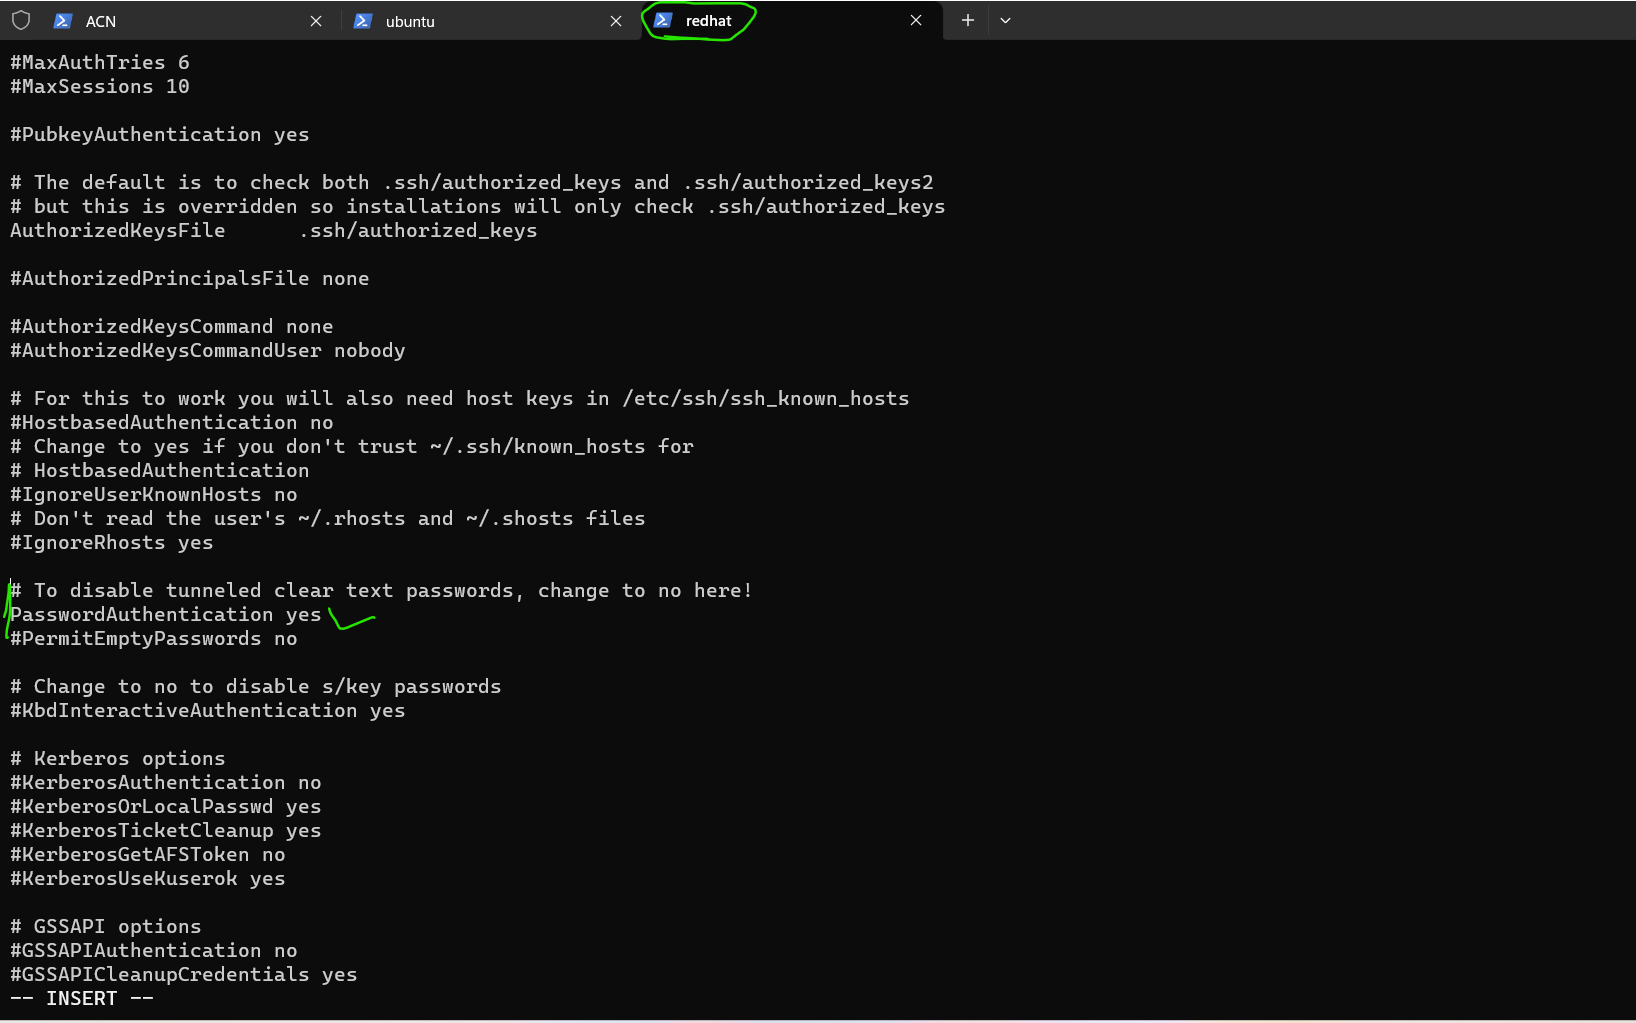 ACN
ubuntu
redhat
#MaxAuthTries 6
#MaxSessions 10
#PubkeyAuthentication yes
# The default is to check both .ssh/authorized_keys and .ssh/authorized_keys2
# but this is overridden so installations will only check .ssh/authorized_keys
AuthorizedKeysFile      .ssh/authorized_keys
#AuthorizedPrincipalsFile none
#AuthorizedKeysCommand none
#AuthorizedKeysCommandUser nobody
# For this to work you will also need host keys in /etc/ssh/ssh_known_hosts
#HostbasedAuthentication no
# Change to yes if you don't trust ~/.ssh/known_hosts for
# HostbasedAuthentication
#IgnoreUserKnownHosts no
# Don't read the user's ~/.rhosts and ~/.shosts files
#IgnoreRhosts yes
# To disable tunneled clear text passwords, change to no here!
PasswordAuthentication yes
#PermitEmptyPasswords no
# Change to no to disable s/key passwords
#KbdInteractiveAuthentication yes
# Kerberos options
#KerberosAuthentication no
#KerberosOrLocalPasswd yes
#KerberosTicketCleanup yes
#KerberosGetAFSToken no
#KerberosUseKuserok yes
# GSSAPI options
#GSSAPIAuthentication no
#GSSAPICleanupCredentials yes
-- INSERT --